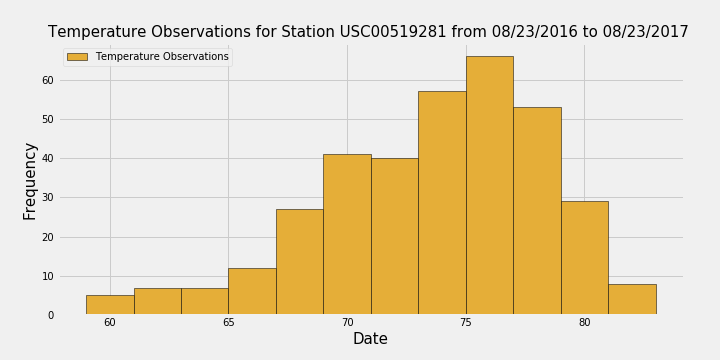 Temperature Observations for Station USC00519281 from 08/23/2016 to 08/23/2017
Temperature Observations
Frequency
60
50
40
30
20
10
0
60 65 70 75 80
Date